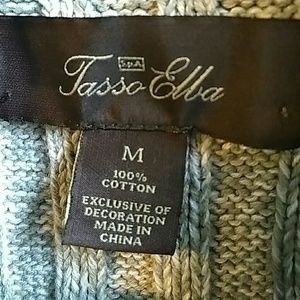 S.p.A.
Tasso Elba
M
100%
COTTON
EXCLUSIVE OF
DECORATION
MADE IN
CHINA